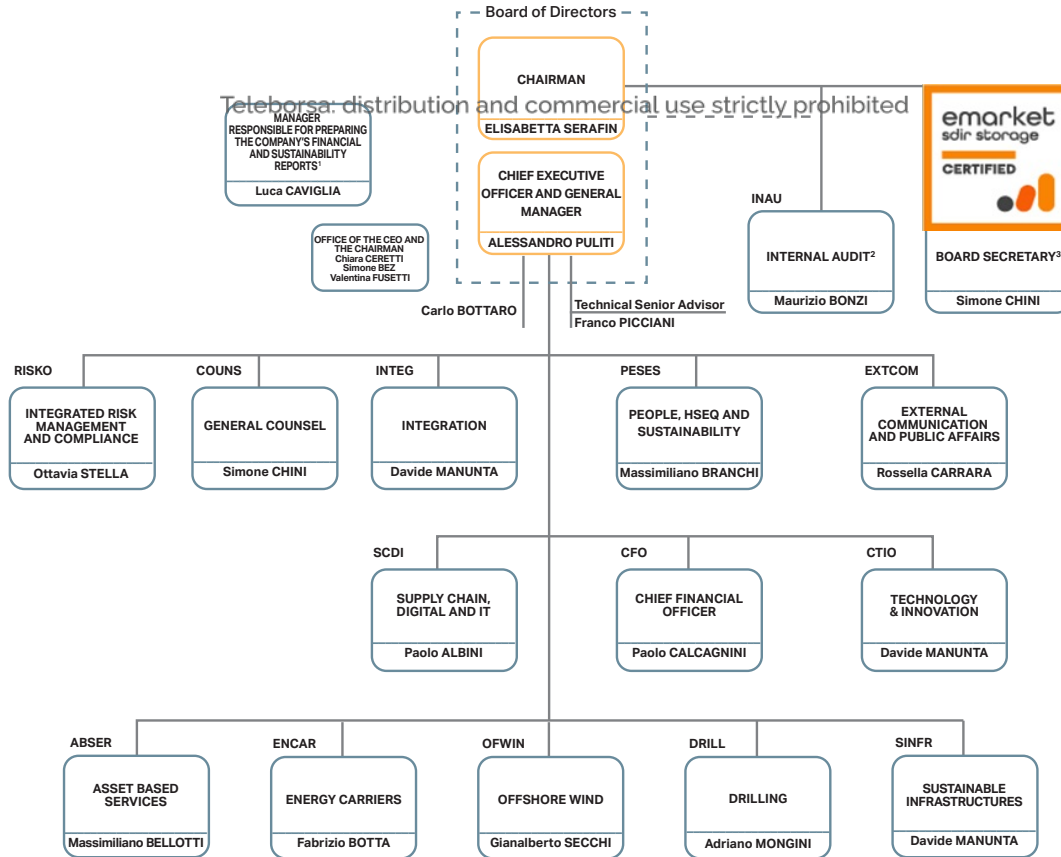 Board of Directors
CHAIRMAN
ELISABETTA SERAFIN
Teleborsa: distribution and commercial use strictly prohibited
emarket
sdir storage
CERTIFIED
MANAGER
RESPONSIBLE FOR PREPARING
THE COMPANY'S FINANCIAL
AND SUSTAINABILITY
REPORTS¹
Luca CAVIGLIA
CHIEF EXECUTIVE
OFFICER AND GENERAL
MANAGER
ALESSANDRO PULITI
OFFICE OF THE CEO AND
THE CHAIRMAN
Chiara CERETTI
Simone BEZ
Valentina FUSETTI
INAU
INTERNAL AUDIT²
Maurizio BONZI
BOARD SECRETARY³
Simone CHINI
Carlo BOTTARO
Technical Senior Advisor
Franco PICCIANI
RISKO
INTEGRATED RISK
MANAGEMENT
AND COMPLIANCE
Ottavia STELLA
COUNS
GENERAL COUNSEL
Simone CHINI
INTEG
INTEGRATION
Davide MANUNTA
PESES
PEOPLE, HSEQ AND
SUSTAINABILITY
Massimiliano BRANCHI
EXTCOM
EXTERNAL
COMMUNICATION
AND PUBLIC AFFAIRS
Rossella CARRARA
SCDI
SUPPLY CHAIN,
DIGITAL AND IT
Paolo ALBINI
CFO
CHIEF FINANCIAL
OFFICER
Paolo CALCAGNINI
CTIO
TECHNOLOGY
& INNOVATION
Davide MANUNTA
ABSER
ASSET BASED
SERVICES
Massimiliano BELLOTTI
ENCAR
ENERGY CARRIERS
Fabrizio BOTTA
OFWIN
OFFSHORE WIND
Gianalberto SECCHI
DRILL
DRILLING
Adriano MONGINI
SINFR
SUSTAINABLE
INFRASTRUCTURES
Davide MANUNTA